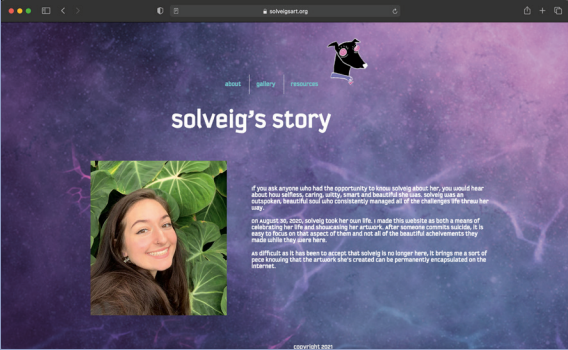 solveigsart.org
about
gallery
resources
solveig's story
if you ask anyone who had the opportunity to know solveig about her, you would hear
about how selfless, caring, witty, smart and beautiful she was. solveig was an
outspoken, beautiful soul who consistently managed all of the challenges life threw her
way.
on august 30, 2020, solveig took her own life. i made this website as both a means of
celebrating her life and showcasing her artwork. after someone commits suicide, it is
easy to focus on that aspect of them and not all of the beautiful acheivements they
made while they were here.
as difficult as it has been to accept that solveig is no longer here, it brings me a sort of
pece knowing that the artwork she's created can be permanently encapsulated on the
internet.
copyright 2021